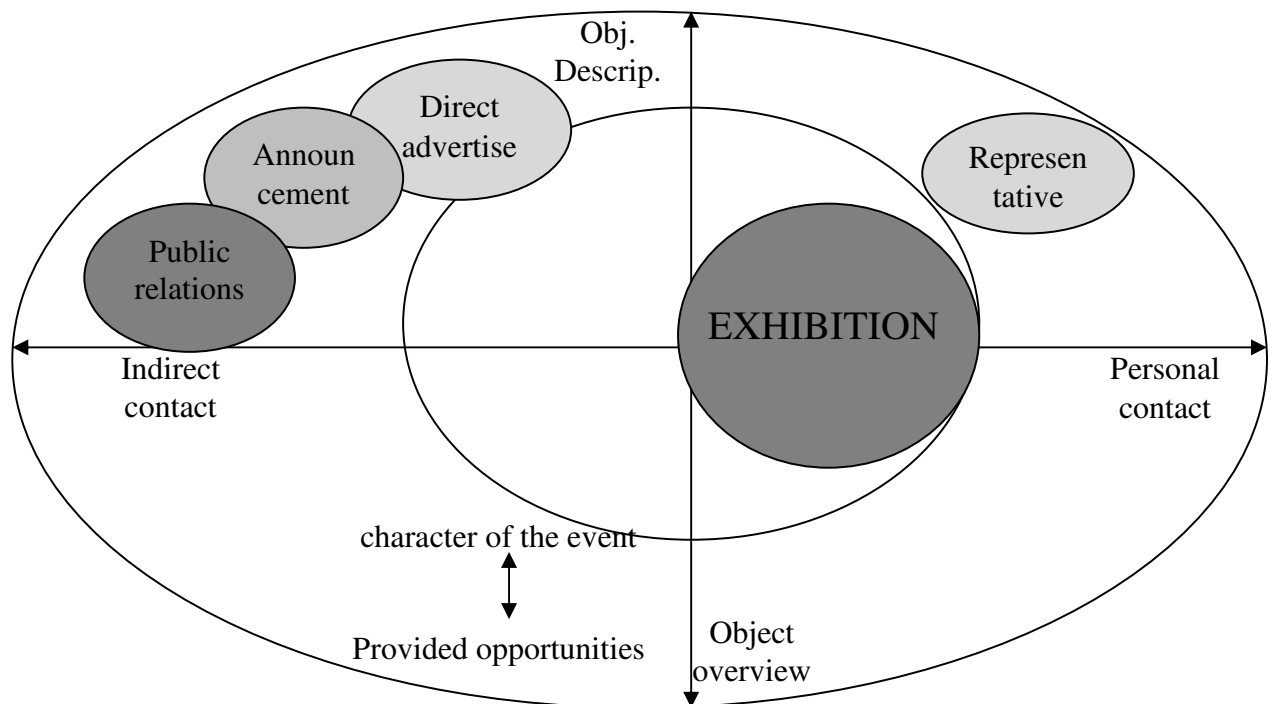 Obj.
Descrip.
Direct
advertise
Announ
cement
Represen
tative
Public
relations
EXHIBITION
Indirect
contact
Personal
contact
character of the event
Provided opportunities
Object
overview